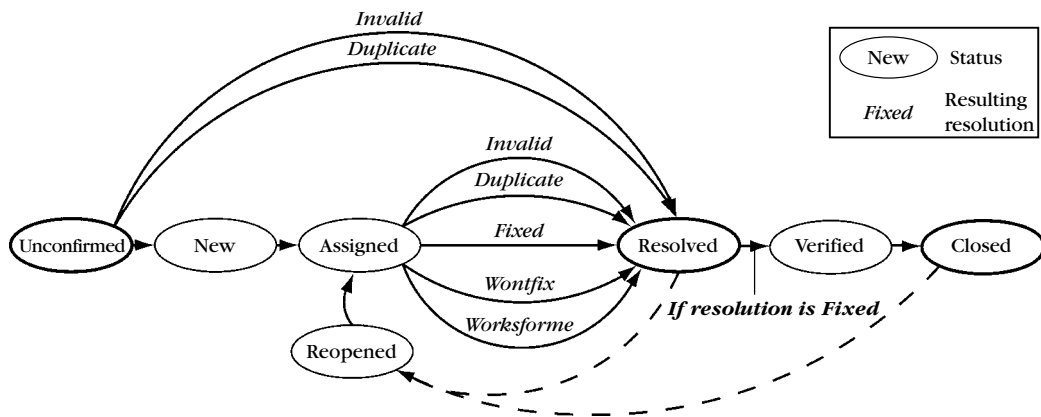 Invalid
Duplicate
New
Status
Fixed
Resulting
resolution
Invalid
Duplicate
Unconfirmed
New
Assigned
Fixed
Resolved
Verified
Closed
Wontfix
If resolution is Fixed
Worksforme
Reopened